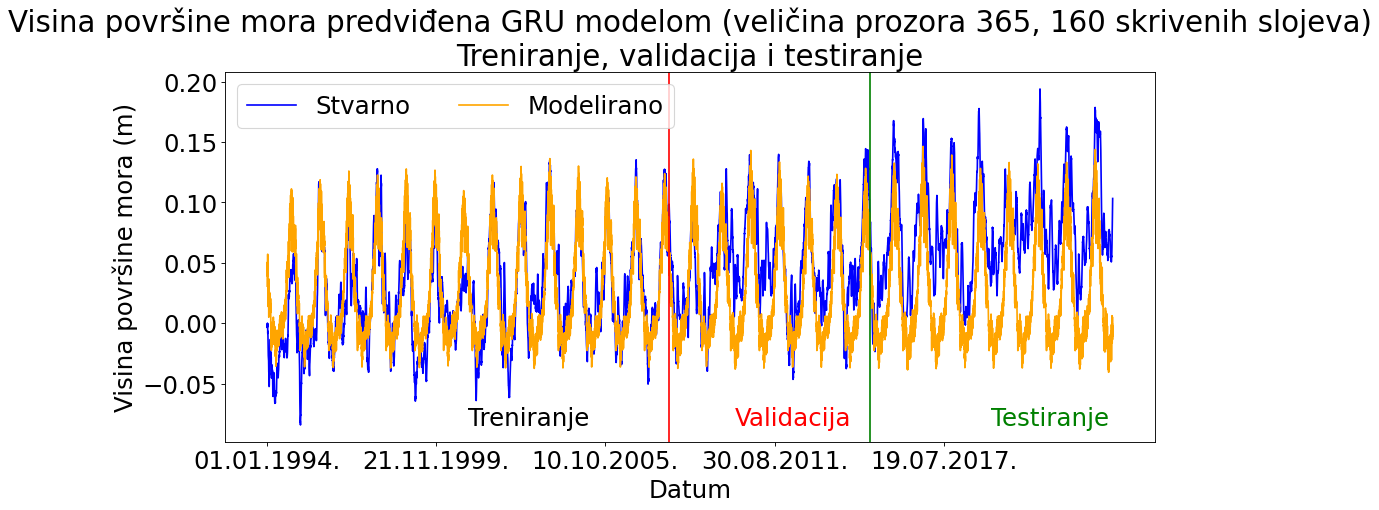 Visina površine mora predviđena GRU modelom (veličina prozora 365, 160 skrivenih slojeva)
Treniranje, validacija i testiranje
Stvarno
Modelirano
0.20
0.15
0.10
0.05
0.00
−0.05
Visina površine mora (m)
Treniranje
Validacija
Testiranje
01.01.1994.
21.11.1999.
10.10.2005.
30.08.2011.
19.07.2017.
Datum